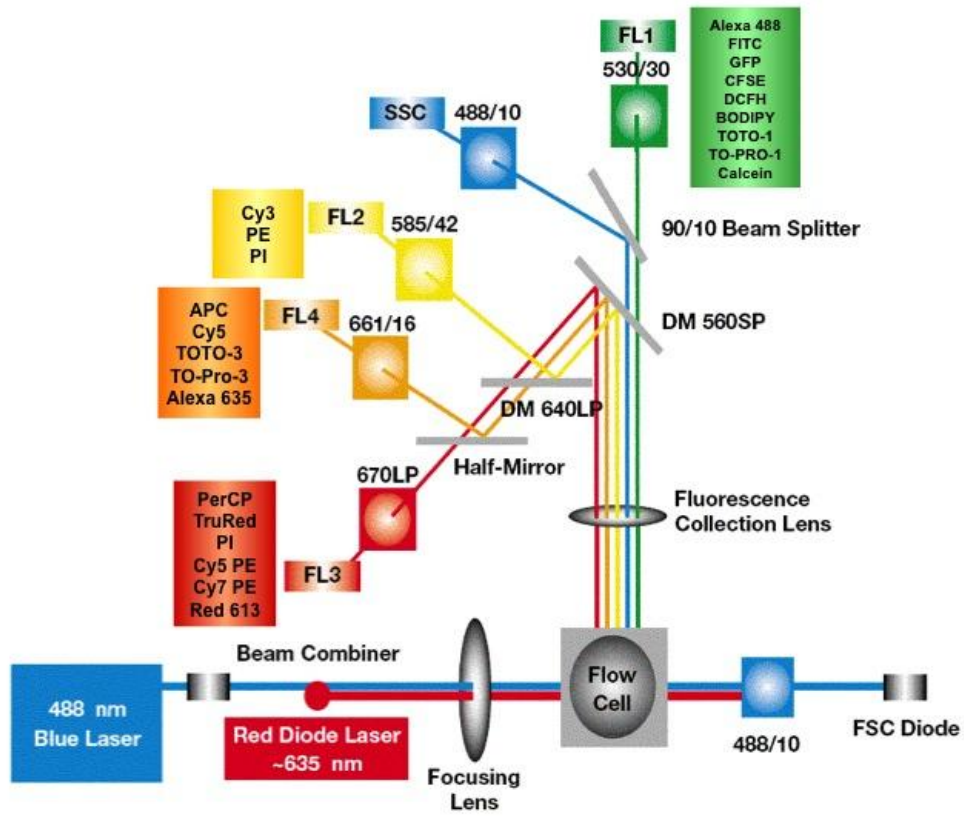 FL1
530/30
Alexa 488
FITC
GFP
CFSE
DCFH
BODIPY
TOTO-1
TO-PRO-1
Calcein
SSC
488/10
90/10 Beam Splitter
Cy3
PE
PI
FL2
585/42
DM 560SP
APC
Cy5
TOTO-3
TO-Pro-3
Alexa 635
FL4
661/16
DM 640LP
Half-Mirror
670LP
PerCP
TruRed
PI
Cy5 PE
Cy7 PE
Red 613
FL3
Fluorescence
Collection Lens
Beam Combiner
488 nm
Blue Laser
Red Diode Laser
~635 nm
Focusing
Lens
Flow
Cell
488/10
FSC Diode